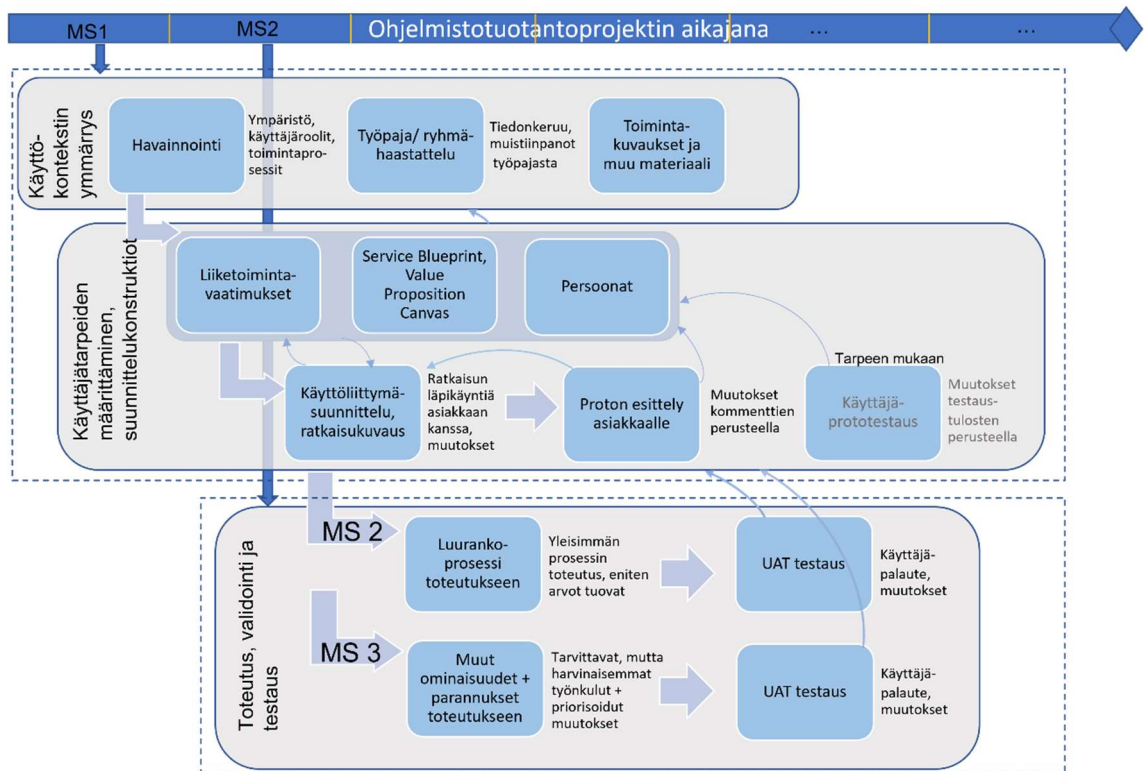 MS1
MS2
Ohjelmistotuotantoprojektin aikajana
...
...
Käyttö-
kontekstin
ymmärrys
Havainnointi
Ympäristö,
käyttäjäroolit,
toimintapro-
sessit
Työpaja/ ryhmä-
haastattelu
Tiedonkeruu,
muistiinpanot
työpajasta
Toiminta-
kuvaukset ja
muu materiaali
Käyttäjätarpeiden
määrittäminen,
suunnittelukonstruktiot
Liiketoiminta-
vaatimukset
Service Blueprint,
Value
Proposition
Canvas
Persoonat
Käyttöliittymä-
suunnittelu,
ratkaisukuvaus
Ratkaisun
läpikäyntiä
asiakkaan
kanssa,
muutokset
Proton esittely
asiakkaalle
Muutokset
kommenttien
perusteella
Tarpeen mukaan
Käyttäjä-
prototestaus
Muutokset
testaus-
tulosten
perusteella
Toteutus, validointi ja
testaus
MS 2
Luuranko-
prosessi
toteutukseen
Yleisimmän
prosessin
toteutus, eniten
arvot tuovat
UAT testaus
Käyttäjä-
palaute,
muutokset
MS 3
Muut
ominaisuudet +
parannukset
toteutukseen
Tarvittavat, mutta
harvinaisemmat
työnkulut +
priorisoidut
muutokset
UAT testaus
Käyttäjä-
palaute,
muutokset